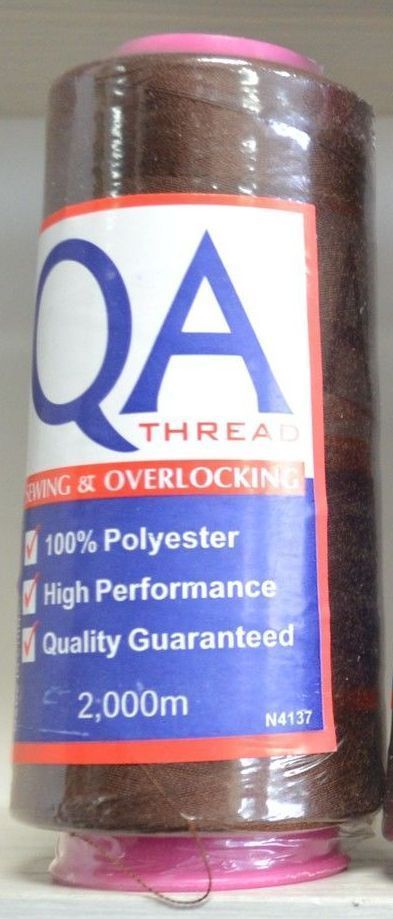 QA
THREAD
SEWING & OVERLOCKING
100% Polyester
High Performance
Quality Guaranteed
2,000m
N4137